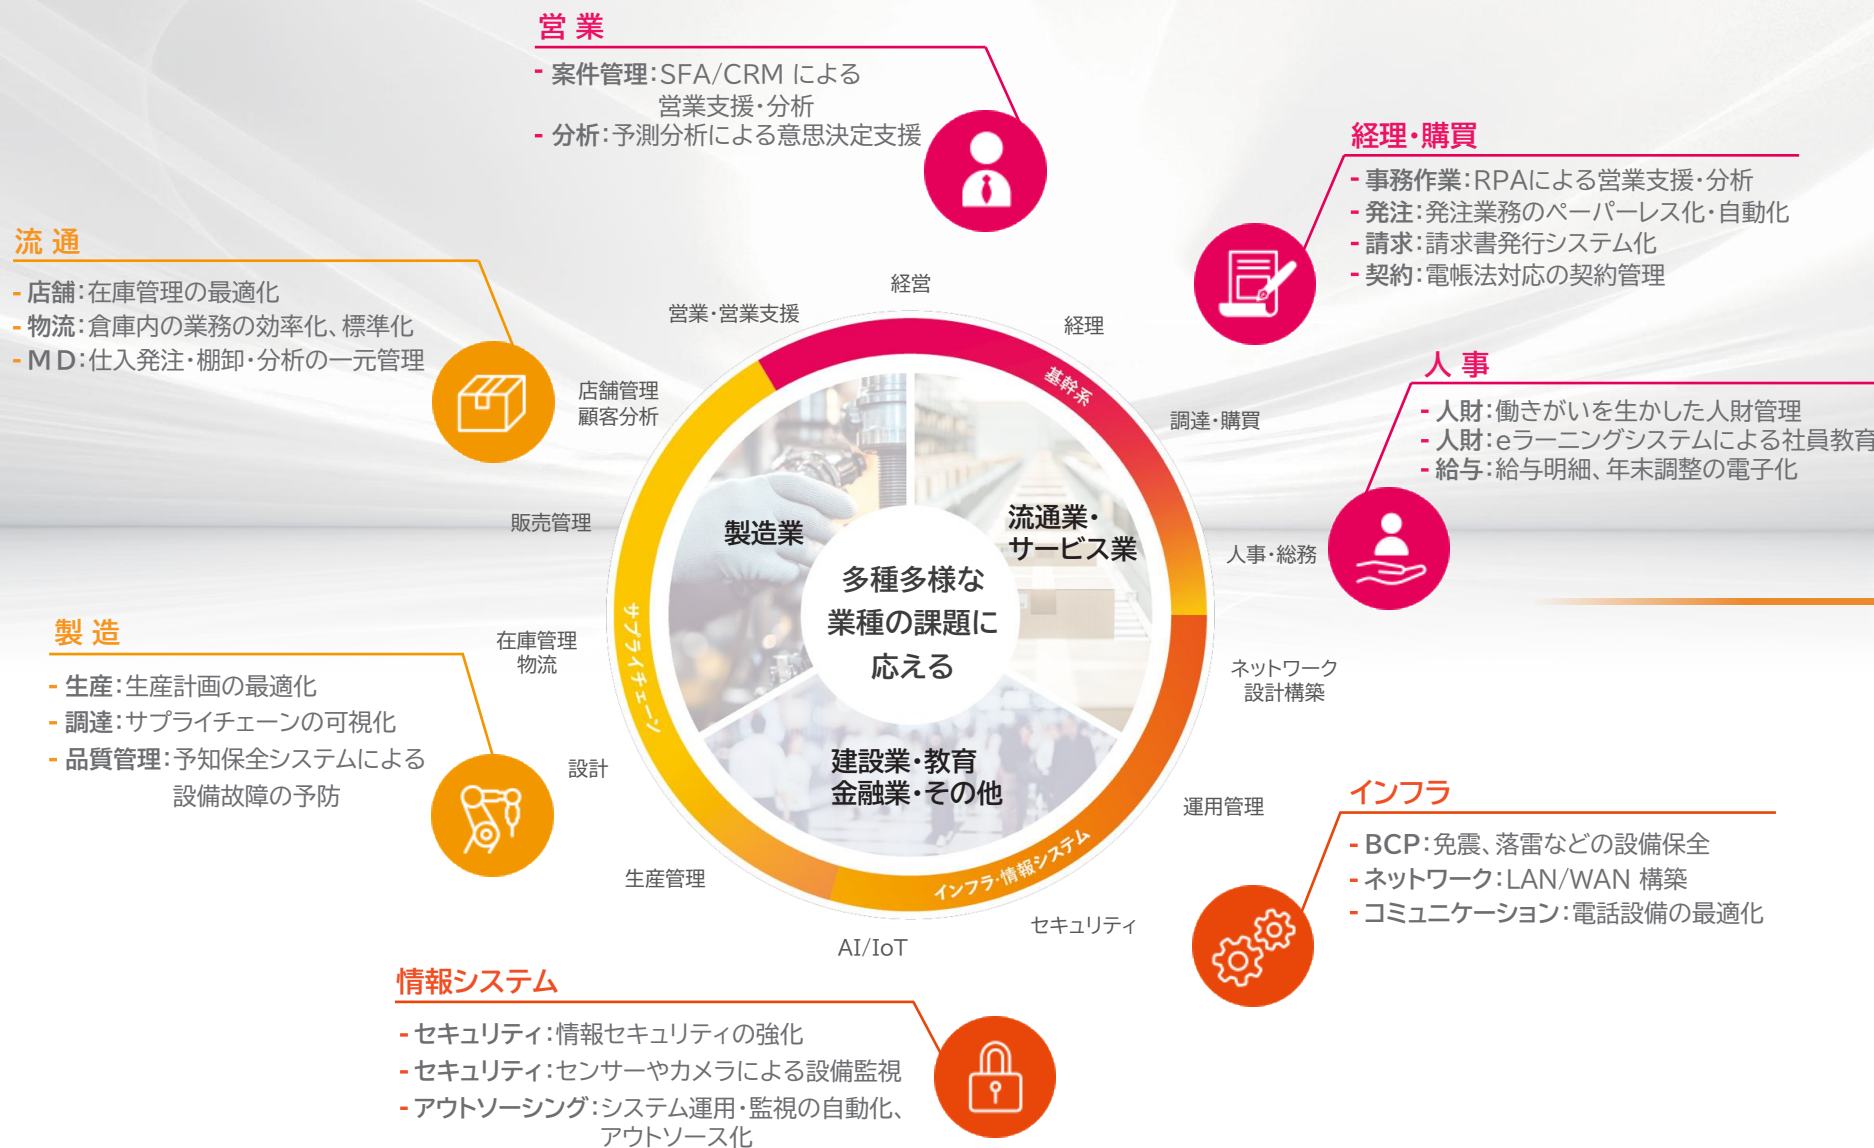 営業
- 案件管理：SFA/CRM による
営業支援・分析
- 分析：予測分析による意思決定支援
経理・購買
- 事務作業：RPAによる営業支援・分析
- 発注：発注業務のペーパーレス化・自動化
- 請求：請求書発行システム化
- 契約：電帳法対応の契約管理
流通
- 店舗：在庫管理の最適化
- 物流：倉庫内の業務の効率化、標準化
- MD：仕入発注・棚卸・分析の一元管理
人事
- 人財：働きがいを生かした人財管理
- 人財：eラーニングシステムによる社員教育
- 給与：給与明細、年末調整の電子化
経営
営業・営業支援
経理
店舗管理
顧客分析
調達・購買
販売管理
人事・総務
在庫管理
物流
ネットワーク
設計構築
設計
運用管理
生産管理
セキュリティ
AI/IoT
基幹系
サプライチェーン
インフラ・情報システム
製造業
流通業・
サービス業
多種多様な
業種の課題に
応える
建設業・教育
金融業・その他
製造
- 生産：生産計画の最適化
- 調達：サプライチェーンの可視化
- 品質管理：予知保全システムによる
設備故障の予防
インフラ
- BCP：免震、落雷などの設備保全
- ネットワーク：LAN/WAN 構築
- コミュニケーション：電話設備の最適化
情報システム
- セキュリティ：情報セキュリティの強化
- セキュリティ：センサーやカメラによる設備監視
- アウトソーシング：システム運用・監視の自動化、
アウトソース化